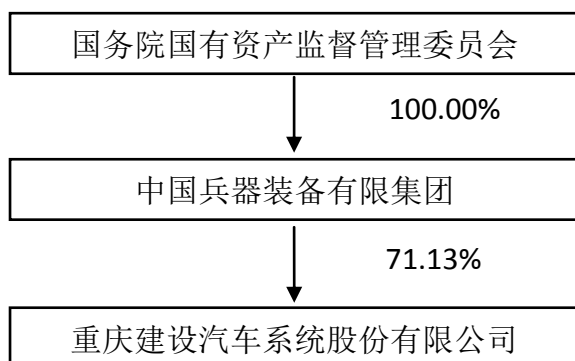 国务院国有资产监督管理委员会
100.00%
中国兵器装备有限集团
71.13%
重庆建设汽车系统股份有限公司